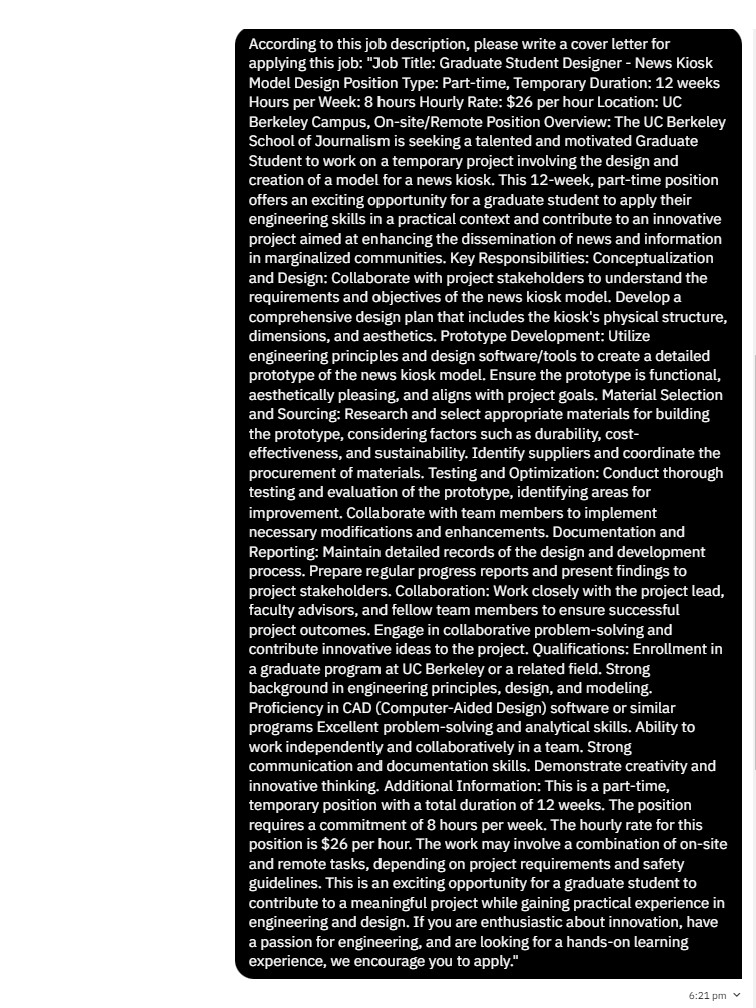 According to this job description, please write a cover letter for
applying this job: "Job Title: Graduate Student Designer - News Kiosk
Model Design Position Type: Part-time, Temporary Duration: 12 weeks
Hours per Week: 8 hours Hourly Rate: $26 per hour Location: UC
Berkeley Campus, On-site/Remote Position Overview: The UC Berkeley
School of Journalism is seeking a talented and motivated Graduate
Student to work on a temporary project involving the design and
creation of a model for a news kiosk. This 12-week, part-time position
offers an exciting opportunity for a graduate student to apply their
engineering skills in a practical context and contribute to an innovative
project aimed at enhancing the dissemination of news and information
in marginalized communities. Key Responsibilities: Conceptualization
and Design: Collaborate with project stakeholders to understand the
requirements and objectives of the news kiosk model. Develop a
comprehensive design plan that includes the kiosk's physical structure,
dimensions, and aesthetics. Prototype Development: Utilize
engineering principles and design software/tools to create a detailed
prototype of the news kiosk model. Ensure the prototype is functional,
aesthetically pleasing, and aligns with project goals. Material Selection
and Sourcing: Research and select appropriate materials for building
the prototype, considering factors such as durability, cost-
effectiveness, and sustainability. Identify suppliers and coordinate the
procurement of materials. Testing and Optimization: Conduct thorough
testing and evaluation of the prototype, identifying areas for
improvement. Collaborate with team members to implement
necessary modifications and enhancements. Documentation and
Reporting: Maintain detailed records of the design and development
process. Prepare regular progress reports and present findings to
project stakeholders. Collaboration: Work closely with the project lead,
faculty advisors, and fellow team members to ensure successful
project outcomes. Engage in collaborative problem-solving and
contribute innovative ideas to the project. Qualifications: Enrollment in
a graduate program at UC Berkeley or a related field. Strong
background in engineering principles, design, and modeling.
Proficiency in CAD (Computer-Aided Design) software or similar
programs Excellent problem-solving and analytical skills. Ability to
work independently and collaboratively in a team. Strong
communication and documentation skills. Demonstrate creativity and
innovative thinking. Additional Information: This is a part-time,
temporary position with a total duration of 12 weeks. The position
requires a commitment of 8 hours per week. The hourly rate for this
position is $26 per hour. The work may involve a combination of on-site
and remote tasks, depending on project requirements and safety
guidelines. This is an exciting opportunity for a graduate student to
contribute to a meaningful project while gaining practical experience in
engineering and design. If you are enthusiastic about innovation, have
a passion for engineering, and are looking for a hands-on learning
experience, we encourage you to apply."
6:21 pm